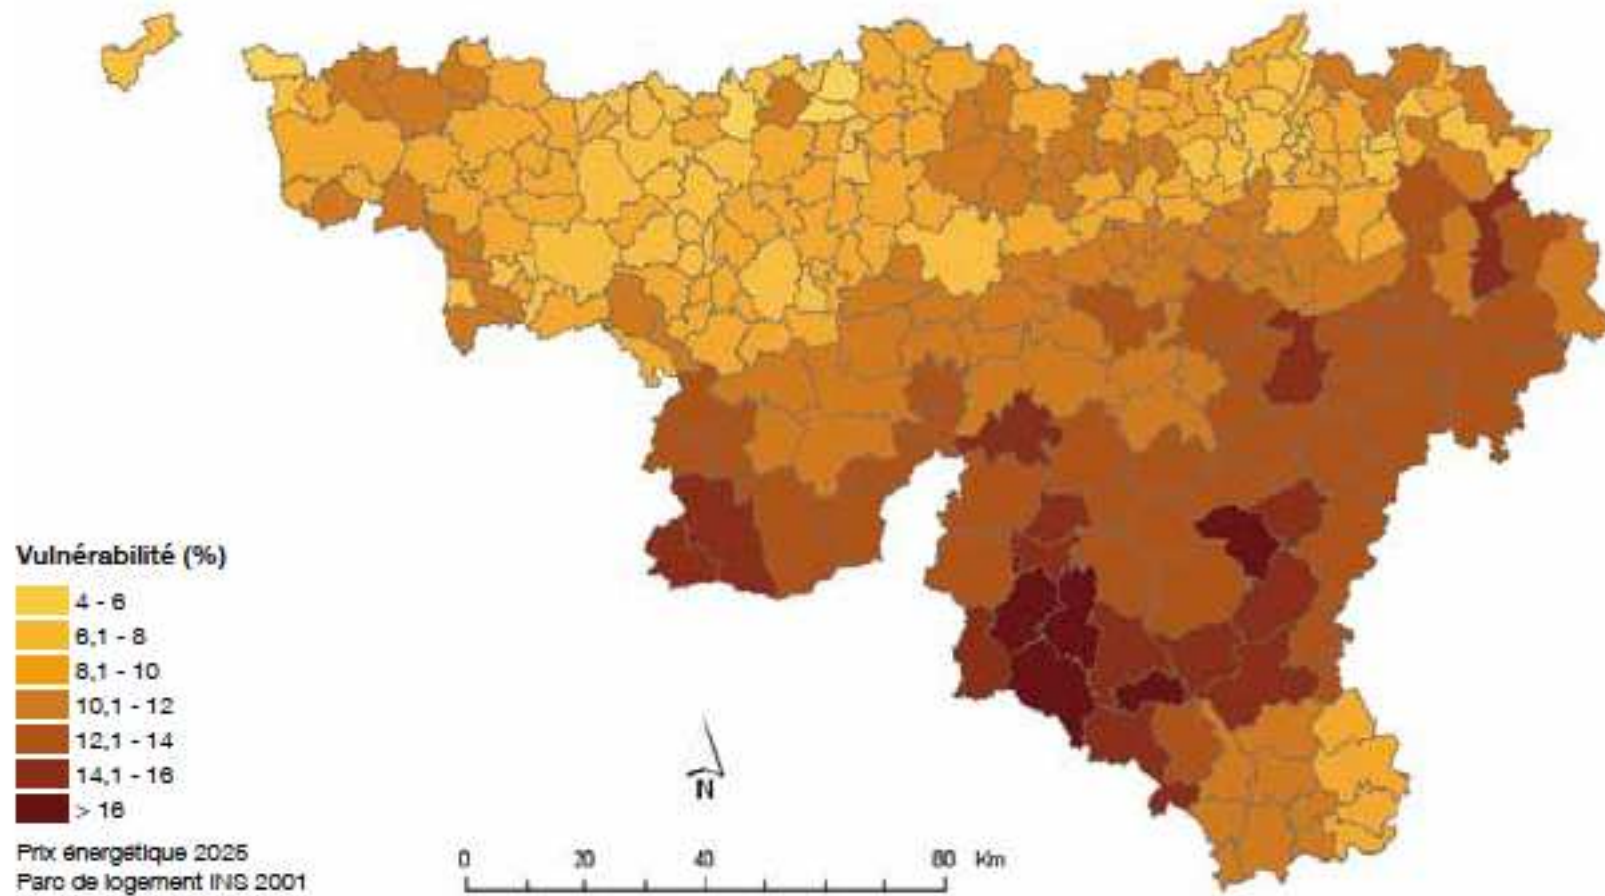 Vulnérabilité (%)
4 - 6
6,1 - 8
8,1 - 10
10,1 - 12
12,1 - 14
14,1 - 16
> 16
Prix énergétique 2025
Parc de logement INS 2001
N
0 20 40 80 Km